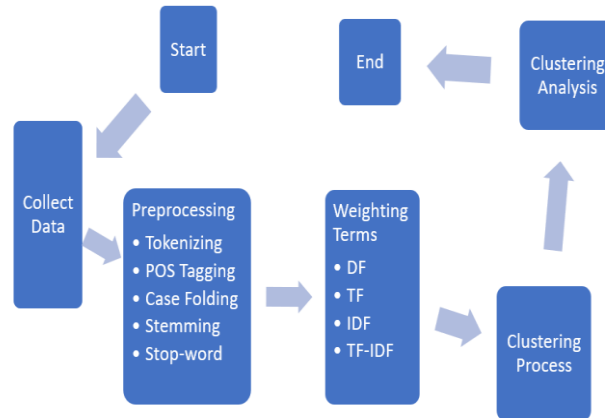 Start
Collect
Data
Preprocessing
• Tokenizing
• POS Tagging
• Case Folding
• Stemming
• Stop-word
Weighting
Terms
• DF
• TF
• IDF
• TF-IDF
Clustering
Process
Clustering
Analysis
End